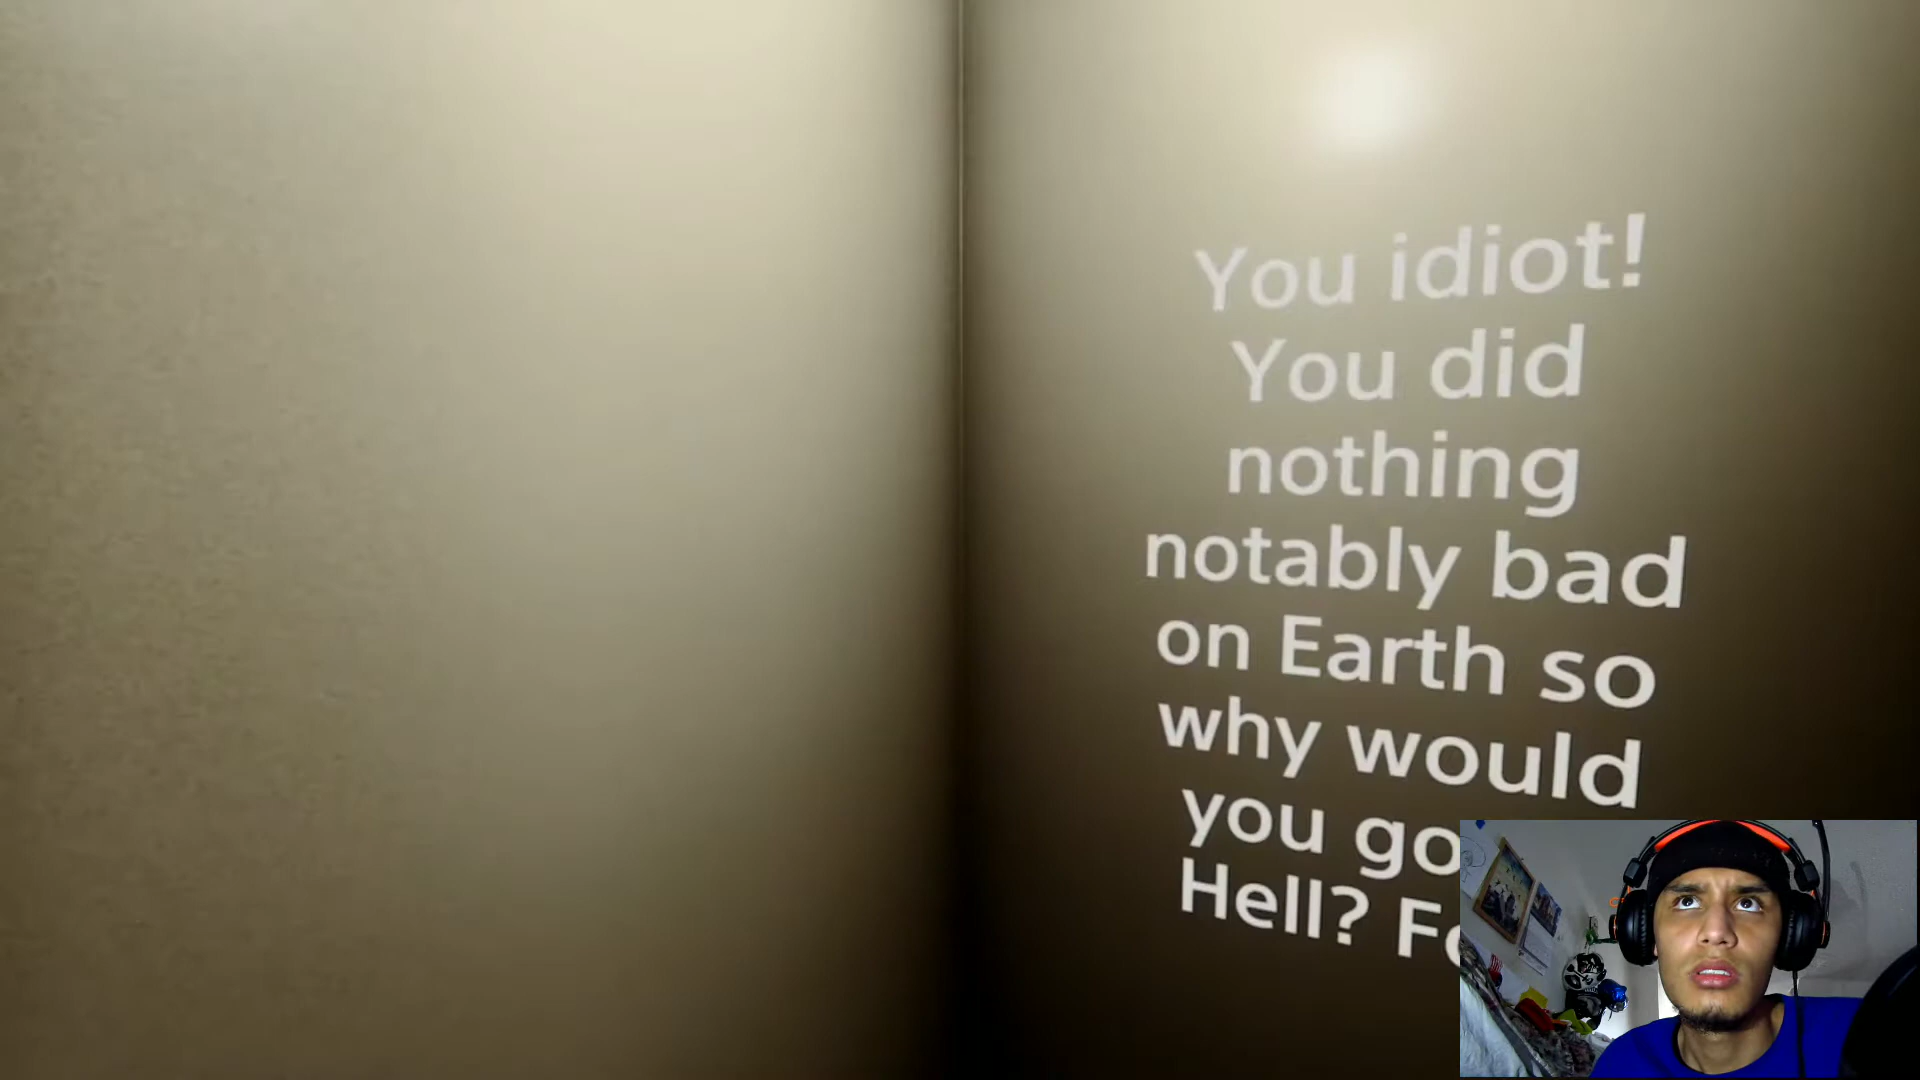 You idiot!
You did
nothing
notably bad
on Earth so
why would
you go
Hell?